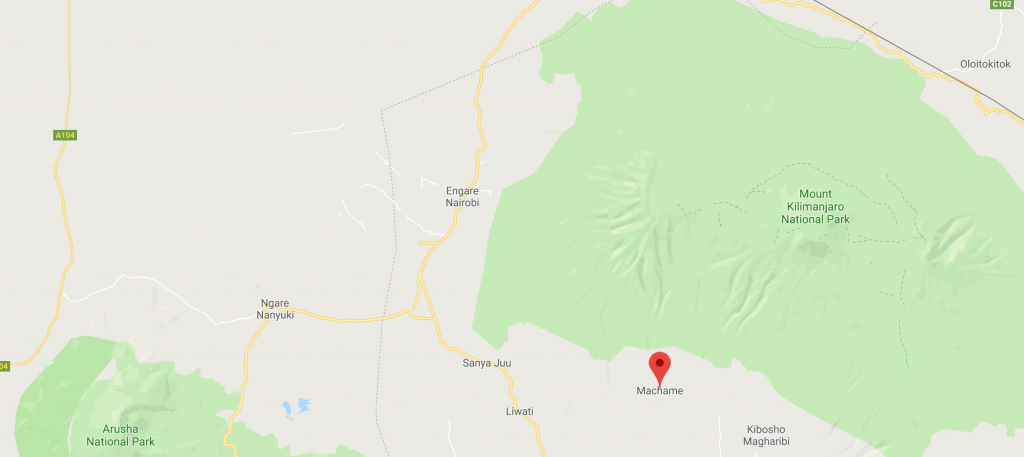 C102
Oloitokitok
A104
Engare
Nairobi
Mount
Kilimanjaro
National Park
Ngare
Nanyuki
Sanya Juu
04
Machame
Liwati
Arusha
National Park
Kibosho
Magharibi